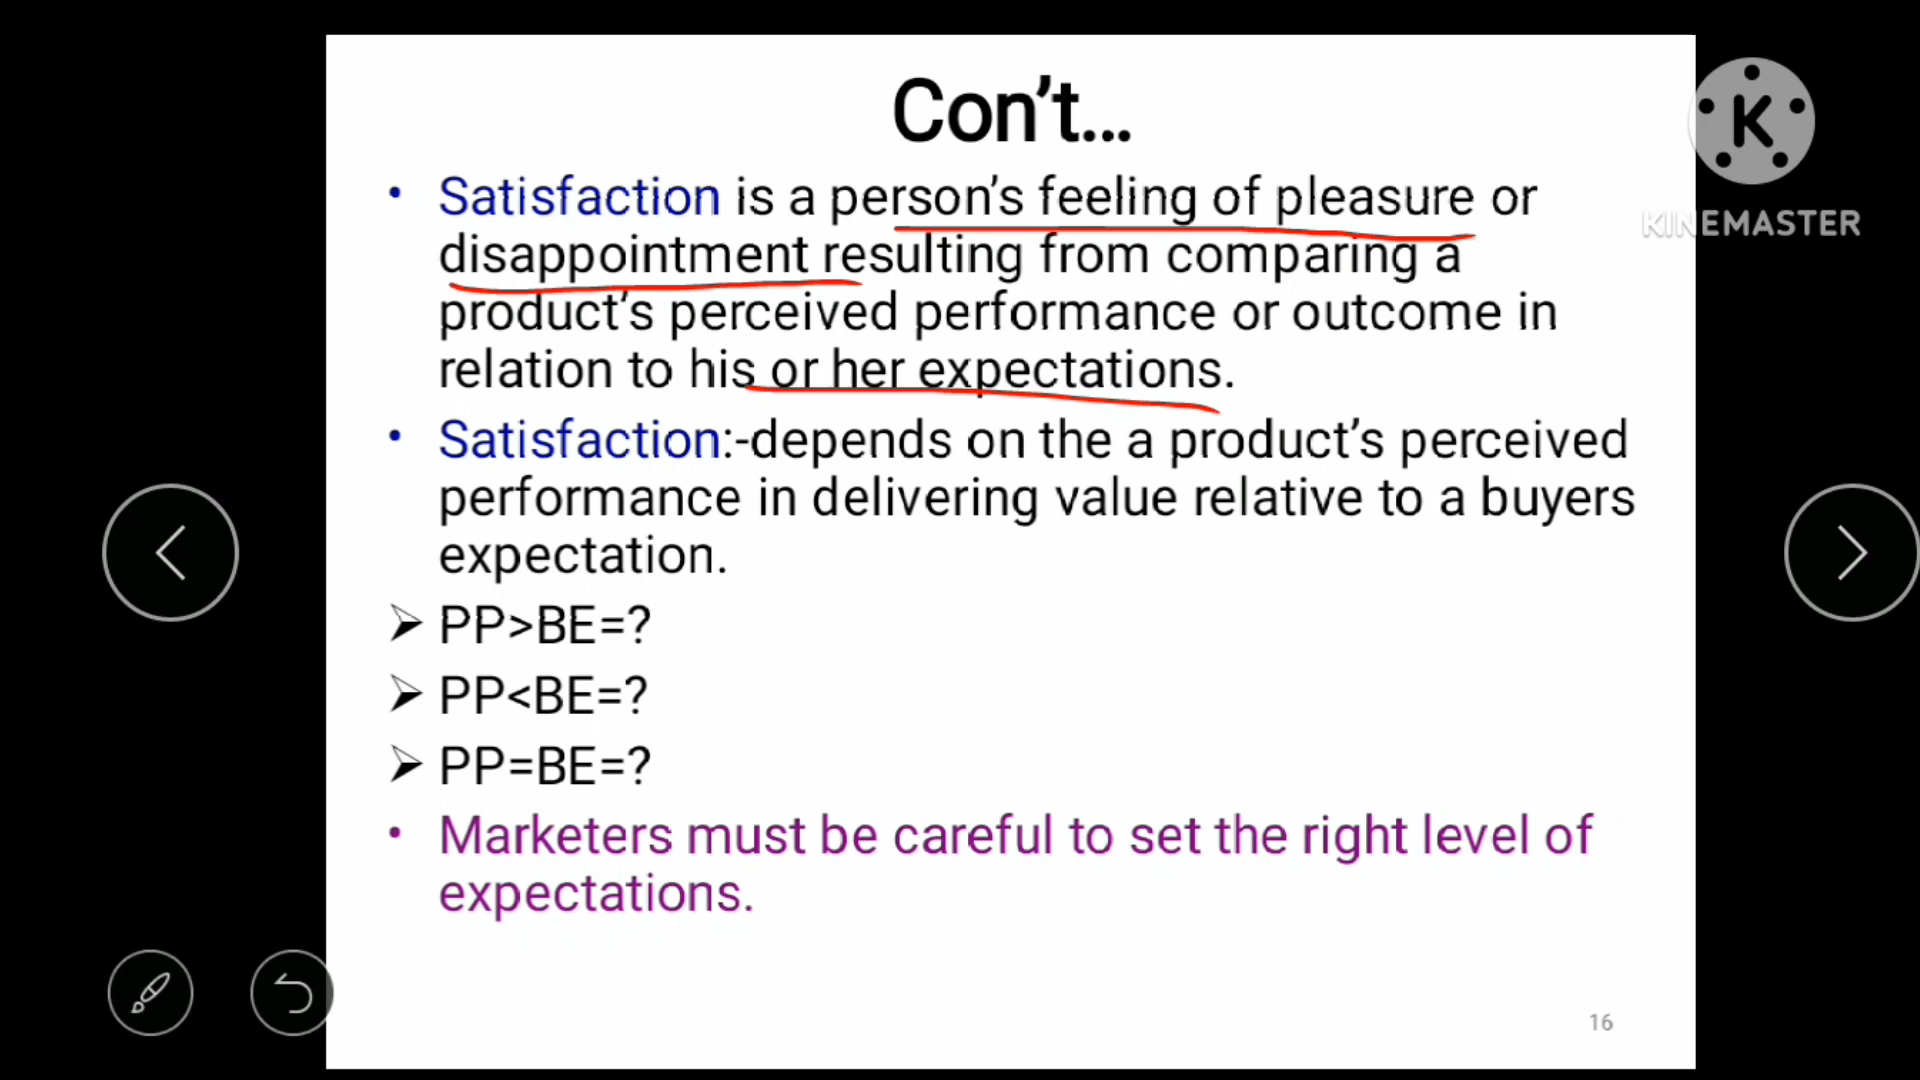 Con't...
• Satisfaction is a person's feeling of pleasure or
disappointment resulting from comparing a
product's perceived performance or outcome in
relation to his or her expectations.
• Satisfaction:-depends on the a product's perceived
performance in delivering value relative to a buyers
expectation.
➢ PP>BE=?
➢ PP<BE=?
➢ PP=BE=?
• Marketers must be careful to set the right level of
expectations.
16
K
KINEMASTER